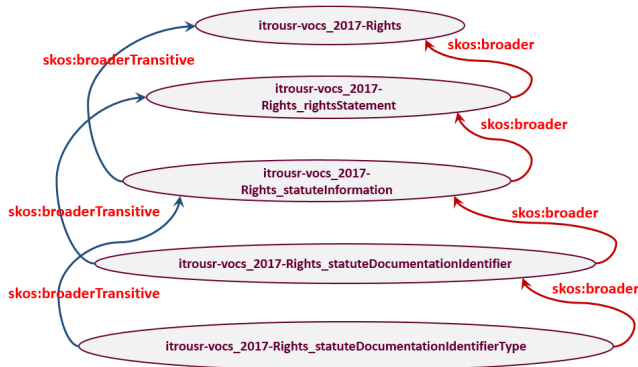 itrousr-vocs_2017-Rights
skos:broader
skos:broaderTransitive
itrousr-vocs_2017-
Rights_rightsStatement
skos:broader
itrousr-vocs_2017-
Rights_statuteInformation
skos:broaderTransitive
skos:broader
itrousr-vocs_2017-Rights_statuteDocumentationIdentifier
skos:broaderTransitive
skos:broader
itrousr-vocs_2017-Rights_statuteDocumentationIdentifierType